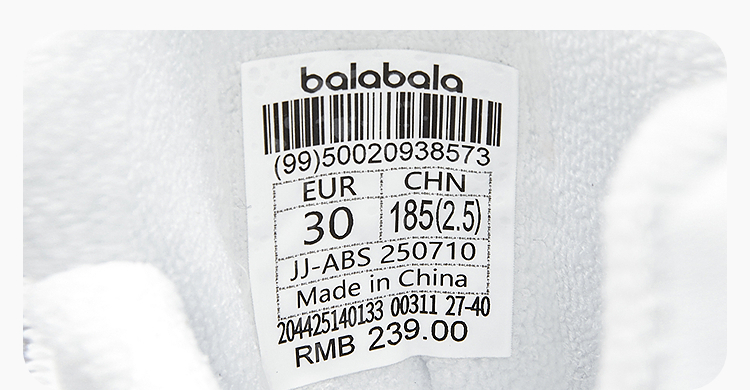 balabala
(99)50020938573
EUR CHN
30 185(2.5)
JJ-ABS 250710
Made in China
204425140133 00311 27-40
RMB 239.00